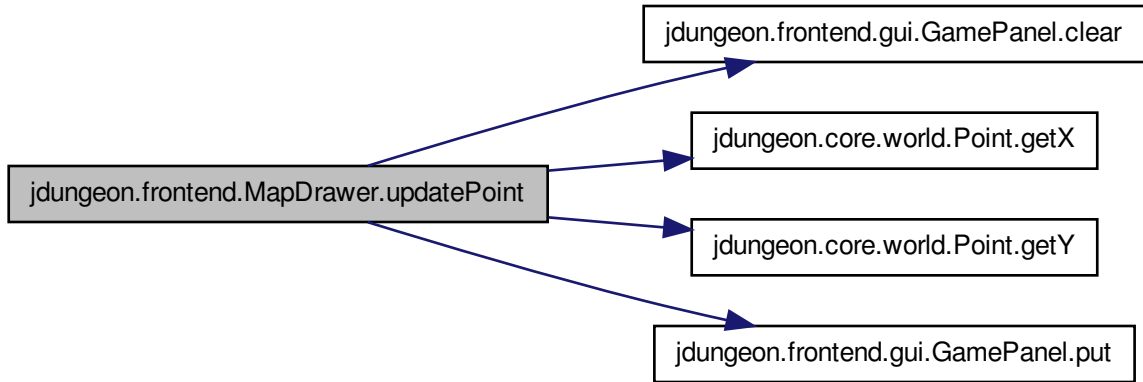 jdungeon.frontend.gui.GamePanel.clear
jdungeon.core.world.Point.getX
jdungeon.frontend.MapDrawer.updatePoint
jdungeon.core.world.Point.getY
jdungeon.frontend.gui.GamePanel.put